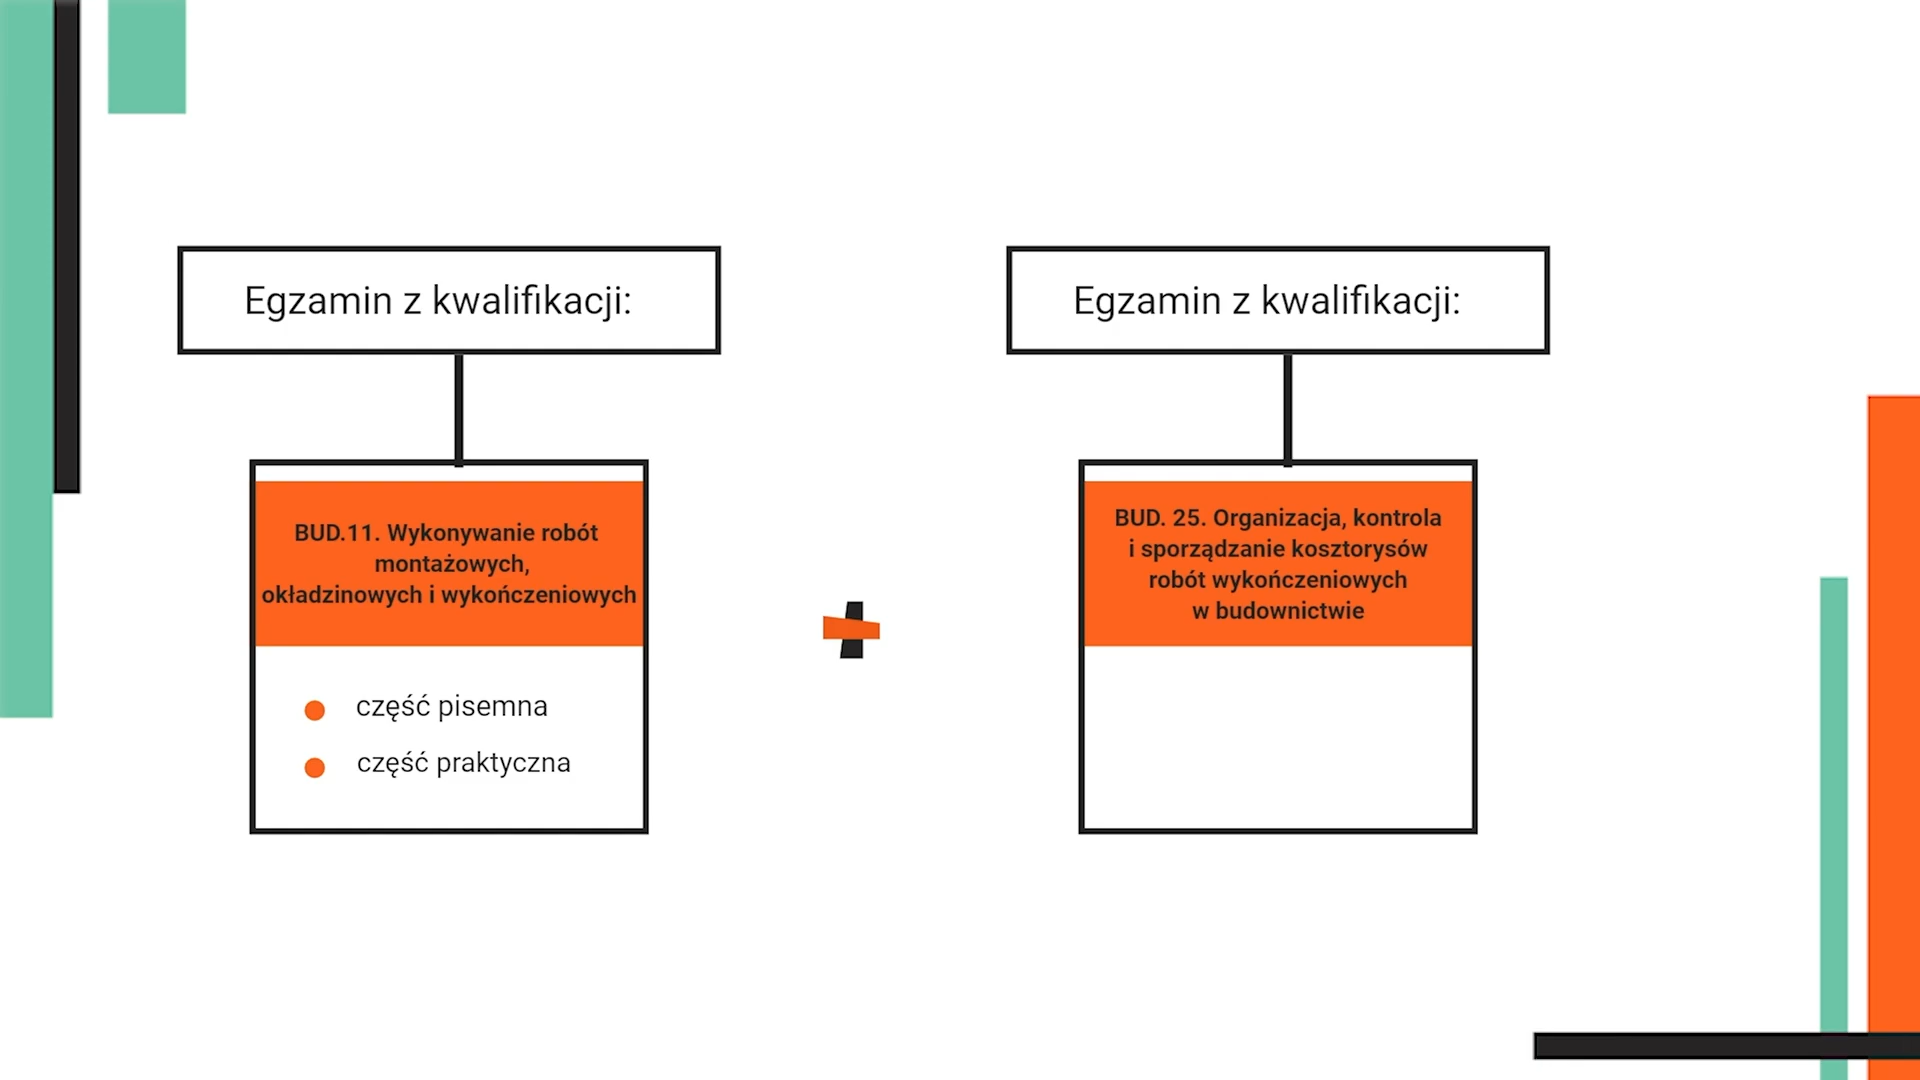 Egzamin z kwalifikacji:
BUD.11. Wykonywanie robót
montażowych,
okładzinowych i wykończeniowych
część pisemna
część praktyczna
Egzamin z kwalifikacji:
BUD. 25. Organizacja, kontrola
i sporządzanie kosztorysów
robót wykończeniowych
w budownictwie